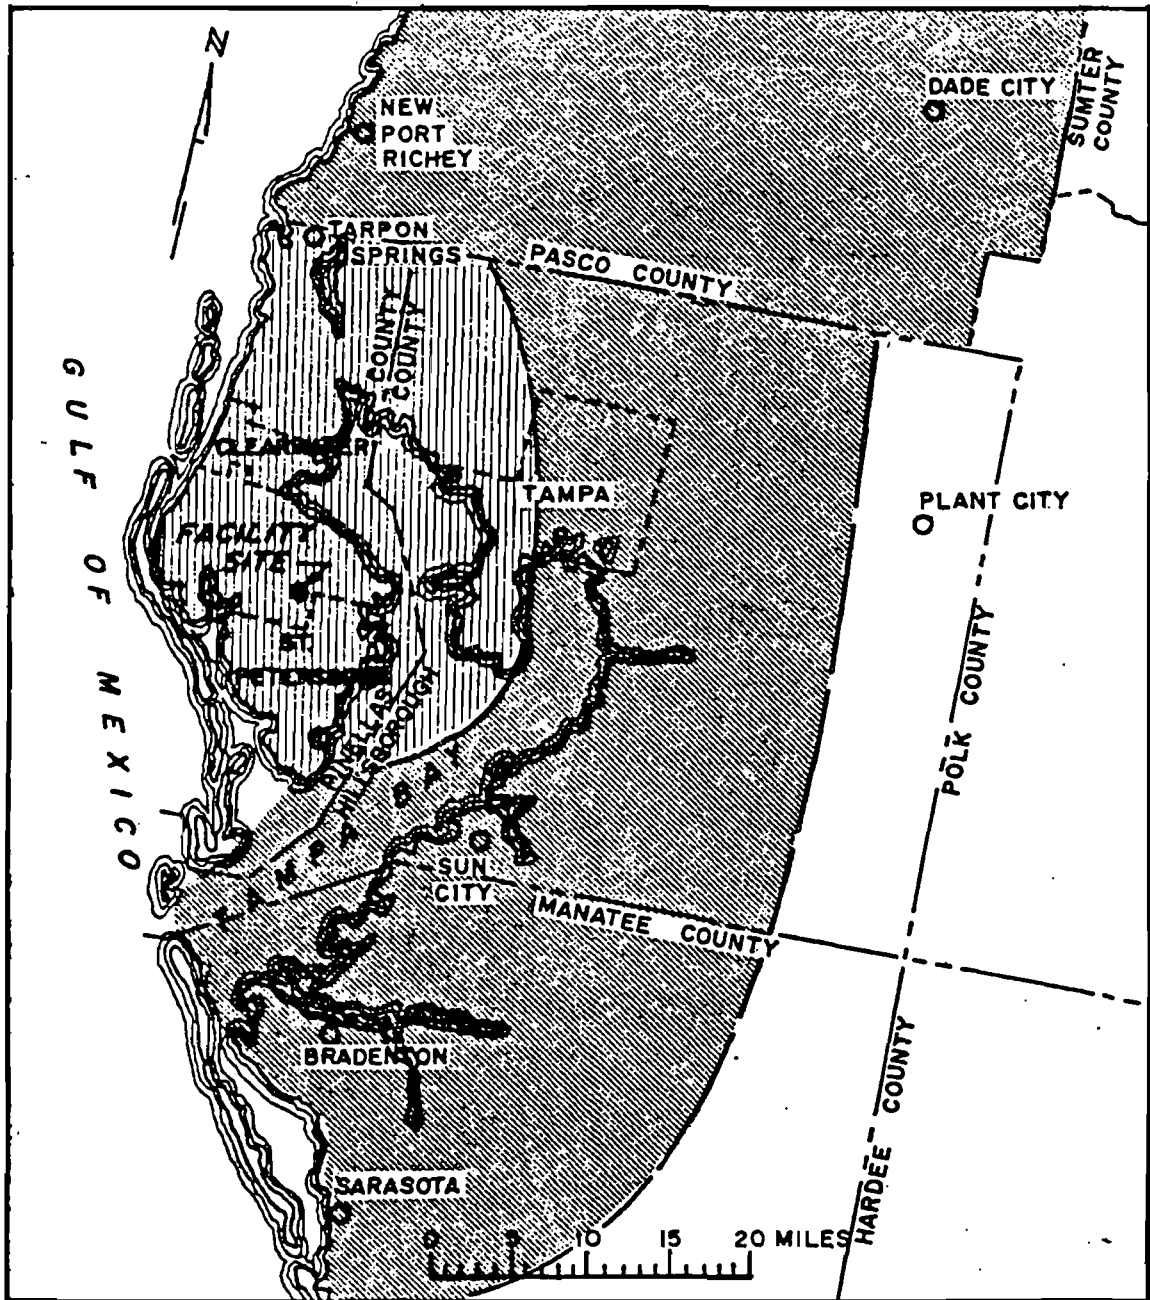 N
DADE CITY
SUMTER
COUNTY
NEW
PORT
RICHEY
TARPON
SPRINGS
PASCO COUNTY
COUNTY
COUNTY
GULF OF MEXICO
CLEARWATER
TAMPA
PLANT CITY
FACILITY
SITE
ST.
PINELLAS
HILLSBOROUGH
POLK COUNTY
TAMPA BAY
SUN
CITY
MANATEE COUNTY
BRADENTON
HARDEE COUNTY
SARASOTA
0 5 10 15 20 MILES